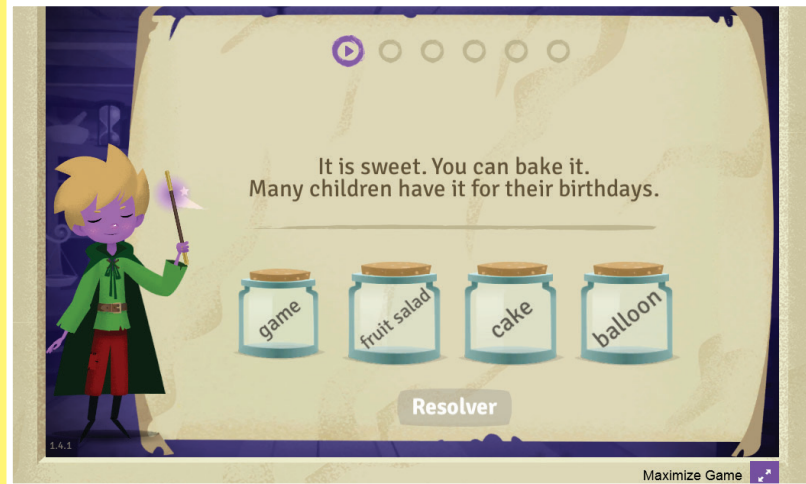 It is sweet. You can bake it.
Many children have it for their birthdays.
game
fruit salad
cake
balloon
Resolver
1.4.1
Maximize Game